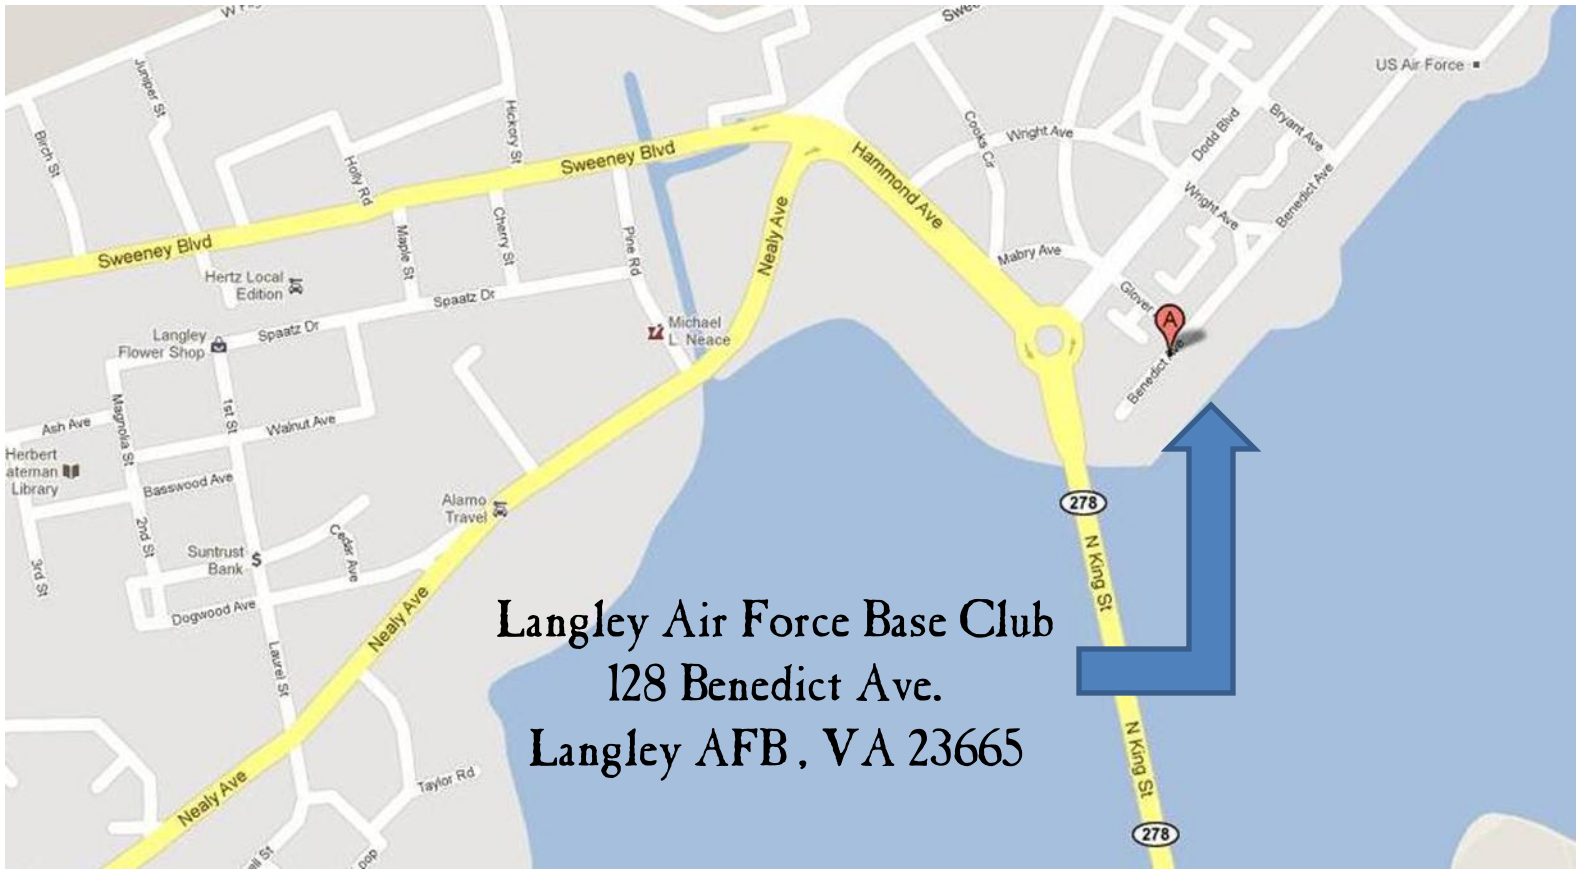 Sweeney Blvd
Juniper St
Birch St
Hickory St
Holly Rd
Sweeney Blvd
Hammond Ave
Cooks Cir
Wright Ave
Dodd Blvd
Bryant Ave
US Air Force
Benedict Ave
Wright Ave
Sweeney Blvd
Maple St
Cherry St
Pine Rd
Nealy Ave
Mabry Ave
Glover
A
Benedict Ave
Hertz Local
Edition
Spaatz Dr
Spaatz Dr
Langley
Flower Shop
Michael
L. Neace
Magnolia St
1st St
Walnut Ave
Ash Ave
Herbert
ateman
Library
Basswood Ave
2nd St
3rd St
Alamo
Travel
Cedar Ave
Suntrust
Bank
$
Dogwood Ave
Nealy Ave
Laurel St
278
N King St
Langley Air Force Base Club
128 Benedict Ave.
Langley AFB, VA 23665
N King St
278
Taylor Rd
Nealy Ave
oop